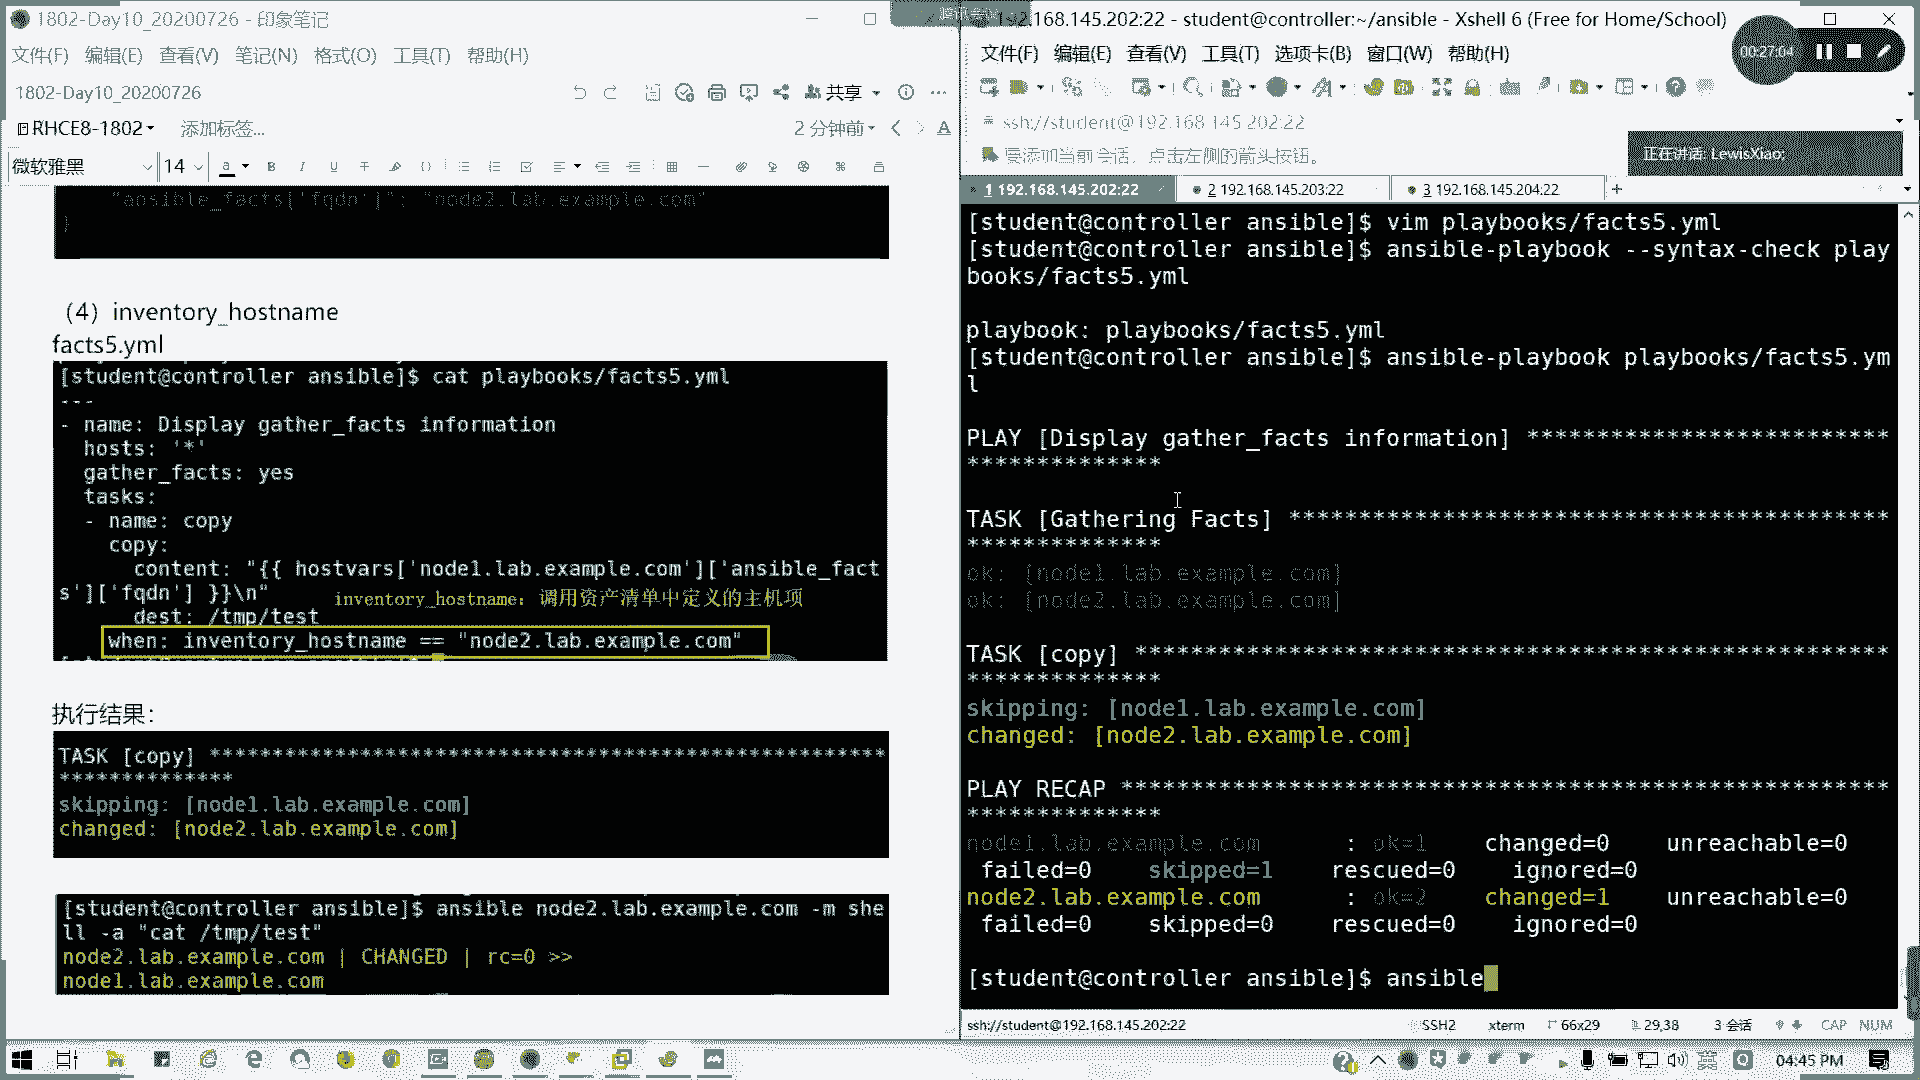 1802-Day10_20200726 - 印象笔记
文件(F) 编辑(E) 查看(V) 笔记(N) 格式(O) 工具(T) 帮助(H)
1802-Day10_20200726
共享
RHCE8-1802
添加标签...
2 分钟前
微软雅黑
14
"ansible_facts['fqdn']": "node2.lab.example.com"
}
（4）inventory_hostname
facts5.yml
[student@controller ansible]$ cat playbooks/facts5.yml
---
- name: Display gather_facts information
hosts: '*'
gather_facts: yes
tasks:
- name: copy
copy:
content: "{{ hostvars['node1.lab.example.com']['ansible_fact
s']['fqdn'] }}\n"
inventory_hostname: 调用资产清单中定义的主机项
dest: /tmp/test
when: inventory_hostname == "node2.lab.example.com"
执行结果：
TASK [copy] *******************************************************
**************
skipping: [node1.lab.example.com]
changed: [node2.lab.example.com]
[student@controller ansible]$ ansible node2.lab.example.com -m she
ll -a "cat /tmp/test"
node2.lab.example.com | CHANGED | rc=0 >>
node1.lab.example.com
192.168.145.202:22 - student@controller:~/ansible - Xshell 6 (Free for Home/School)
文件(F) 编辑(E) 查看(V) 工具(T) 选项卡(B) 窗口(W) 帮助(H)
00:27:04
ssh://student@192.168.145.202:22
要添加当前会话，点击左侧的箭头按钮。
正在讲话: LewisXiao;
1 192.168.145.202:22
2 192.168.145.203:22
3 192.168.145.204:22
[student@controller ansible]$ vim playbooks/facts5.yml
[student@controller ansible]$ ansible-playbook --syntax-check play
books/facts5.yml
playbook: playbooks/facts5.yml
[student@controller ansible]$ ansible-playbook playbooks/facts5.ym
l
PLAY [Display gather_facts information] **************************
**************
TASK [Gathering Facts] *******************************************
**************
ok: [node1.lab.example.com]
ok: [node2.lab.example.com]
TASK [copy] ******************************************************
**************
skipping: [node1.lab.example.com]
changed: [node2.lab.example.com]
PLAY RECAP *******************************************************
**************
node1.lab.example.com : ok=1 changed=0 unreachable=0
failed=0 skipped=1 rescued=0 ignored=0
node2.lab.example.com : ok=2 changed=1 unreachable=0
failed=0 skipped=0 rescued=0 ignored=0
[student@controller ansible]$ ansible
ssh://student@192.168.145.202:22
SSH2
xterm
66x29
29,38
3 会话
CAP NUM
英
04:45 PM